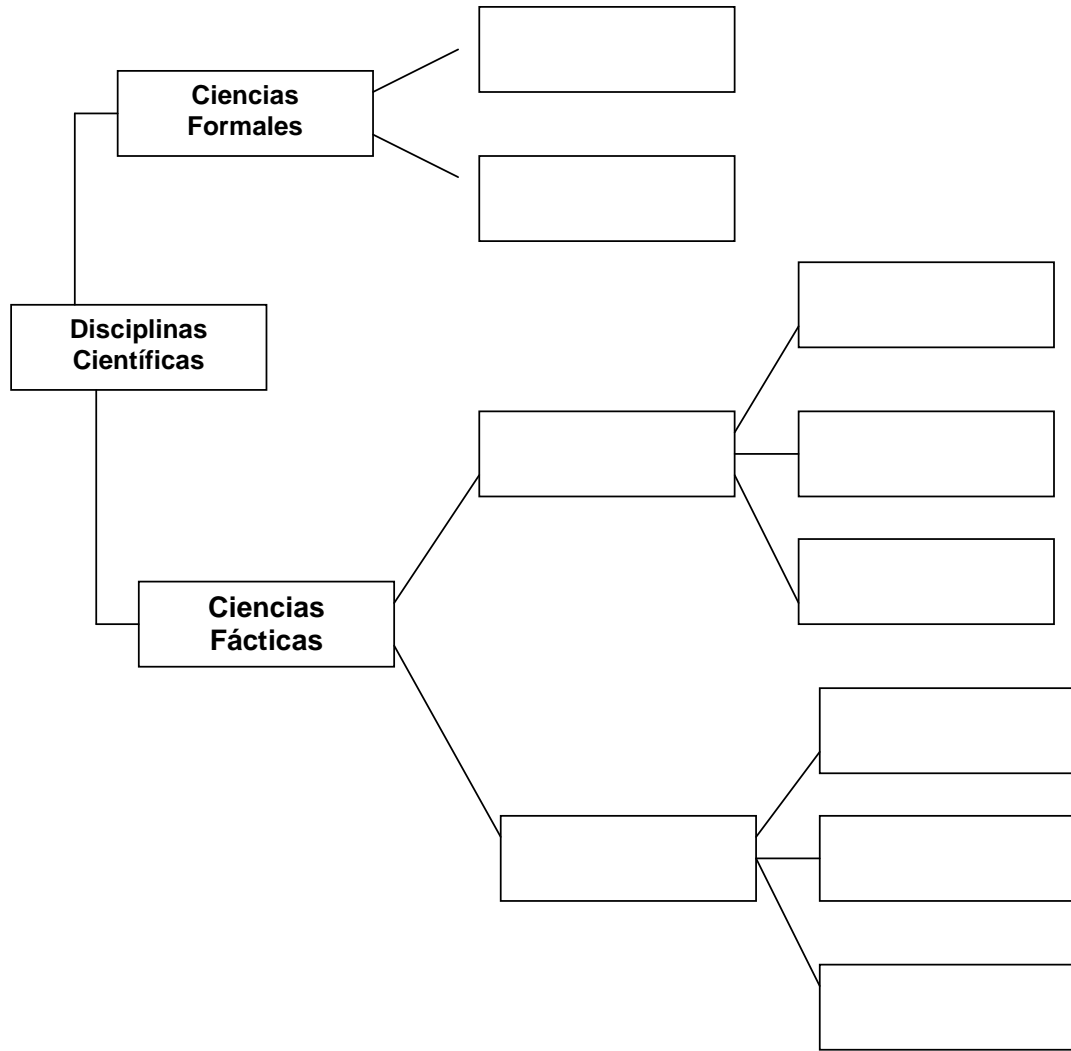 Ciencias
Formales
Disciplinas
Científicas
Ciencias
Fácticas